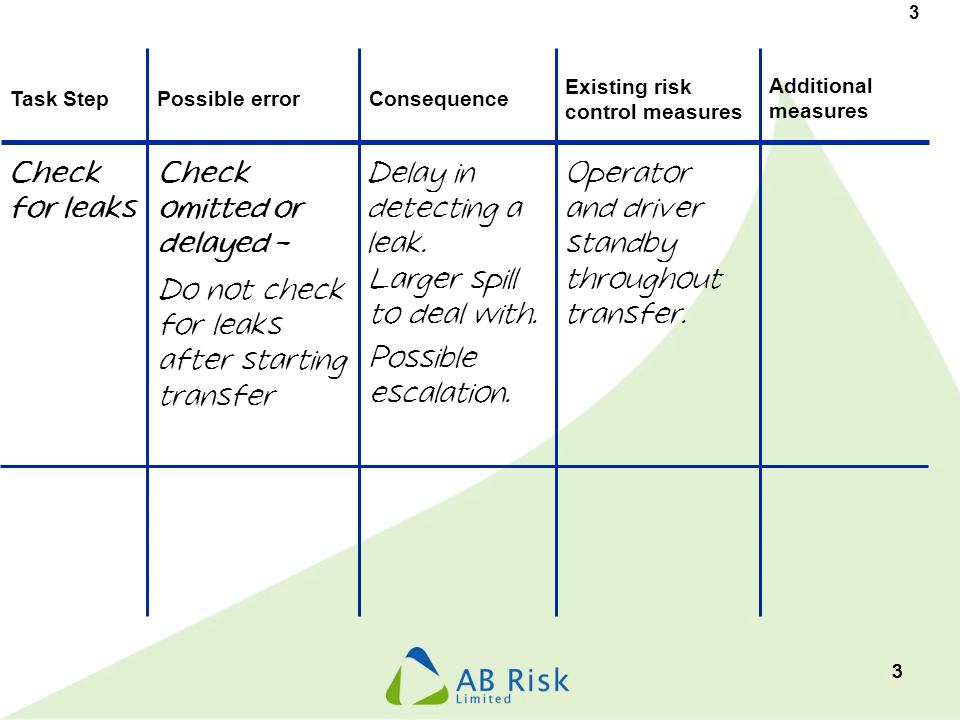 3
Task Step
Possible error
Consequence
Existing risk
control measures
Additional
measures
Check
for leaks
Check
omitted or
delayed –
Do not check
for leaks
after starting
transfer
Delay in
detecting a
leak.
Larger spill
to deal with.
Possible
escalation.
Operator
and driver
standby
throughout
transfer.
AB Risk
Limited
3